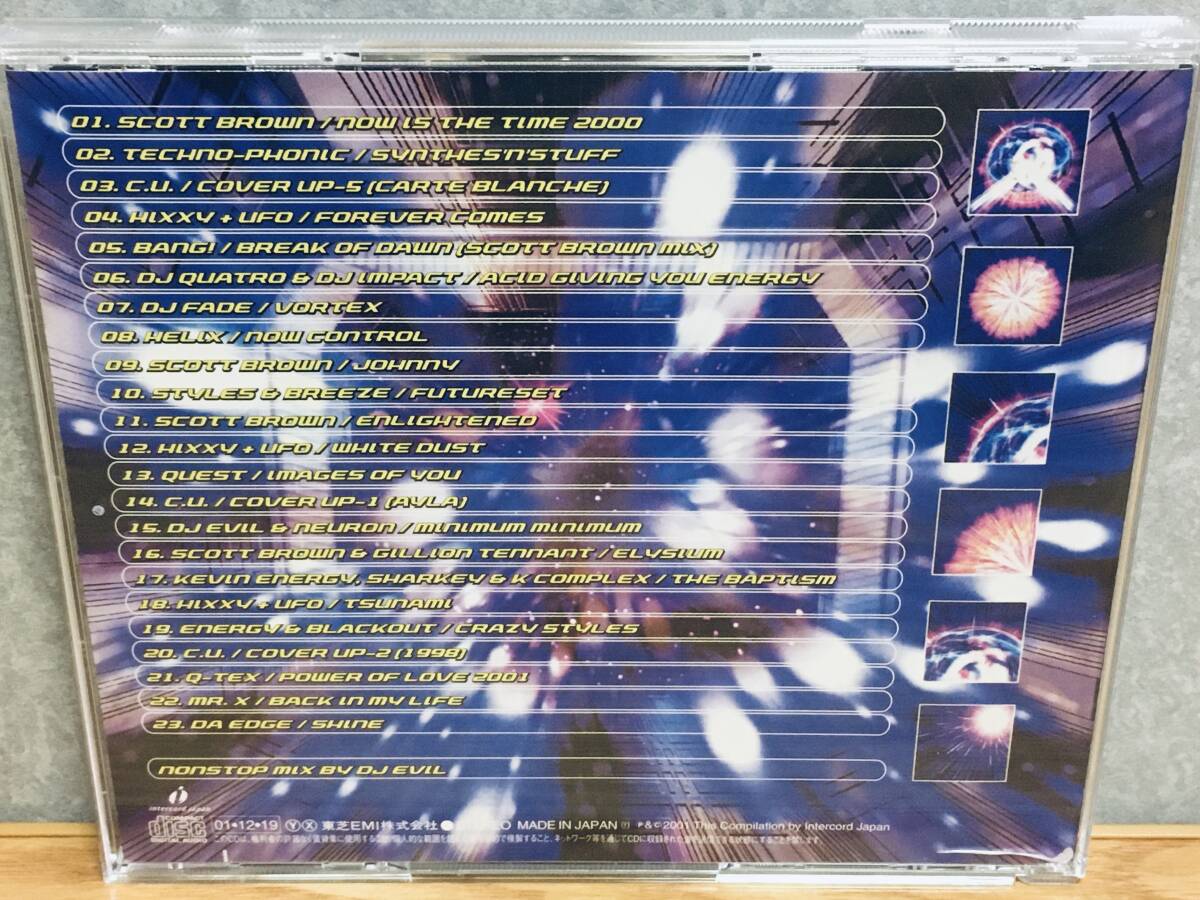 01. SCOTT BROWN / NOW IS THE TIME 2000
02. TECHNO-PHONIC / SYNTHES'N'STUFF
03. C.U. / COVER UP-5 (CARTE BLANCHE)
04. HIXXY + UFO / FOREVER COMES
05. BANG! / BREAK OF DAWN (SCOTT BROWN MIX)
06. DJ QUATRO & DJ IMPACT / ACID GIVING YOU ENERGY
07. DJ FADE / VORTEX
08. HELIX / NOW CONTROL
09. SCOTT BROWN / JOHNNY
10. STYLES & BREEZE / FUTURESET
11. SCOTT BROWN / ENLIGHTENED
12. HIXXY + UFO / WHITE DUST
13. QUEST / IMAGES OF YOU
14. C.U. / COVER UP-1 (AYLA)
15. DJ EVIL & NEURON / MINIMUM MINIMUM
16. SCOTT BROWN & GILLION TENNANT / ELYSIUM
17. KEVIN ENERGY, SHARKEY & K COMPLEX / THE BAPTISM
18. HIXXY + UFO / TSUNAMI
19. ENERGY & BLACKOUT / CRAZY STYLES
20. C.U. / COVER UP-2 (1998)
21. Q-TEX / POWER OF LOVE 2001
22. MR. X / BACK IN MY LIFE
23. DA EDGE / SHINE
NONSTOP MIX BY DJ EVIL
intercord japan
COMPACT disc DIGITAL AUDIO
01•12•19 Ⓨ Ⓧ 東芝EMI株式会社 ● STEREO MADE IN JAPAN ℗ & © 2001 This Compilation by Intercord Japan